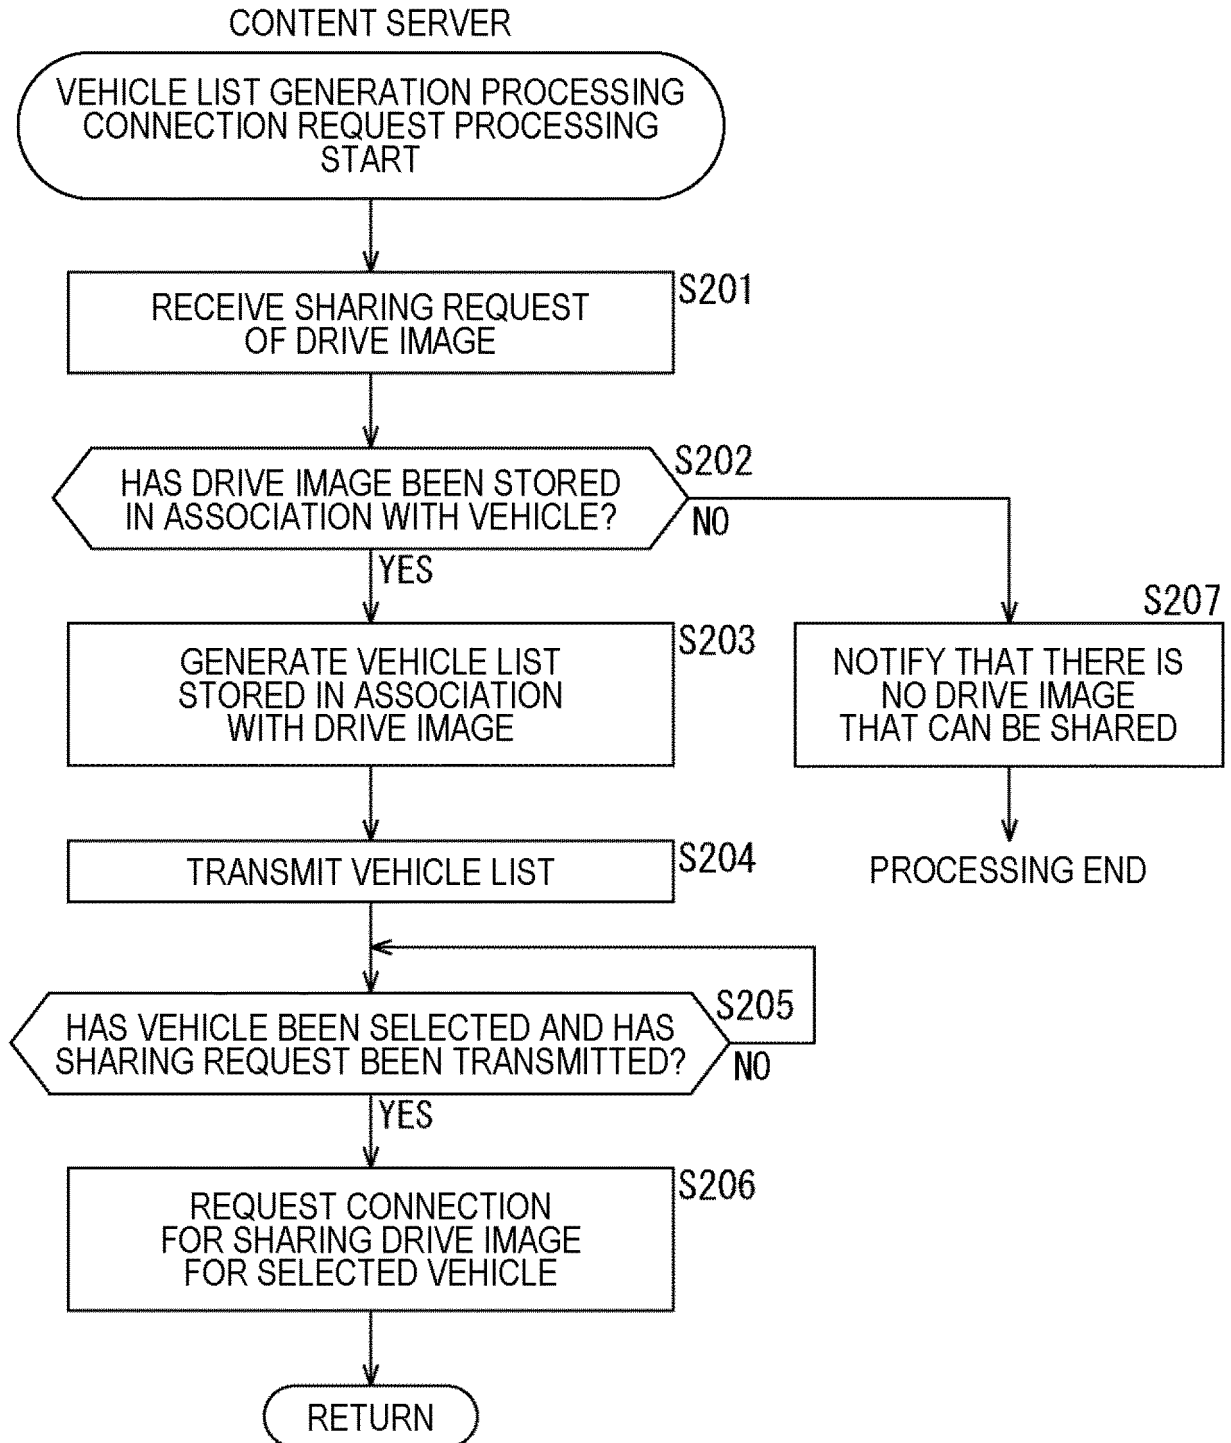 CONTENT SERVER
VEHICLE LIST GENERATION PROCESSING
CONNECTION REQUEST PROCESSING
START
S201
RECEIVE SHARING REQUEST
OF DRIVE IMAGE
S202
HAS DRIVE IMAGE BEEN STORED
IN ASSOCIATION WITH VEHICLE?
NO
YES
S203
GENERATE VEHICLE LIST
STORED IN ASSOCIATION
WITH DRIVE IMAGE
S207
NOTIFY THAT THERE IS
NO DRIVE IMAGE
THAT CAN BE SHARED
S204
TRANSMIT VEHICLE LIST
PROCESSING END
S205
HAS VEHICLE BEEN SELECTED AND HAS
SHARING REQUEST BEEN TRANSMITTED?
NO
YES
S206
REQUEST CONNECTION
FOR SHARING DRIVE IMAGE
FOR SELECTED VEHICLE
RETURN